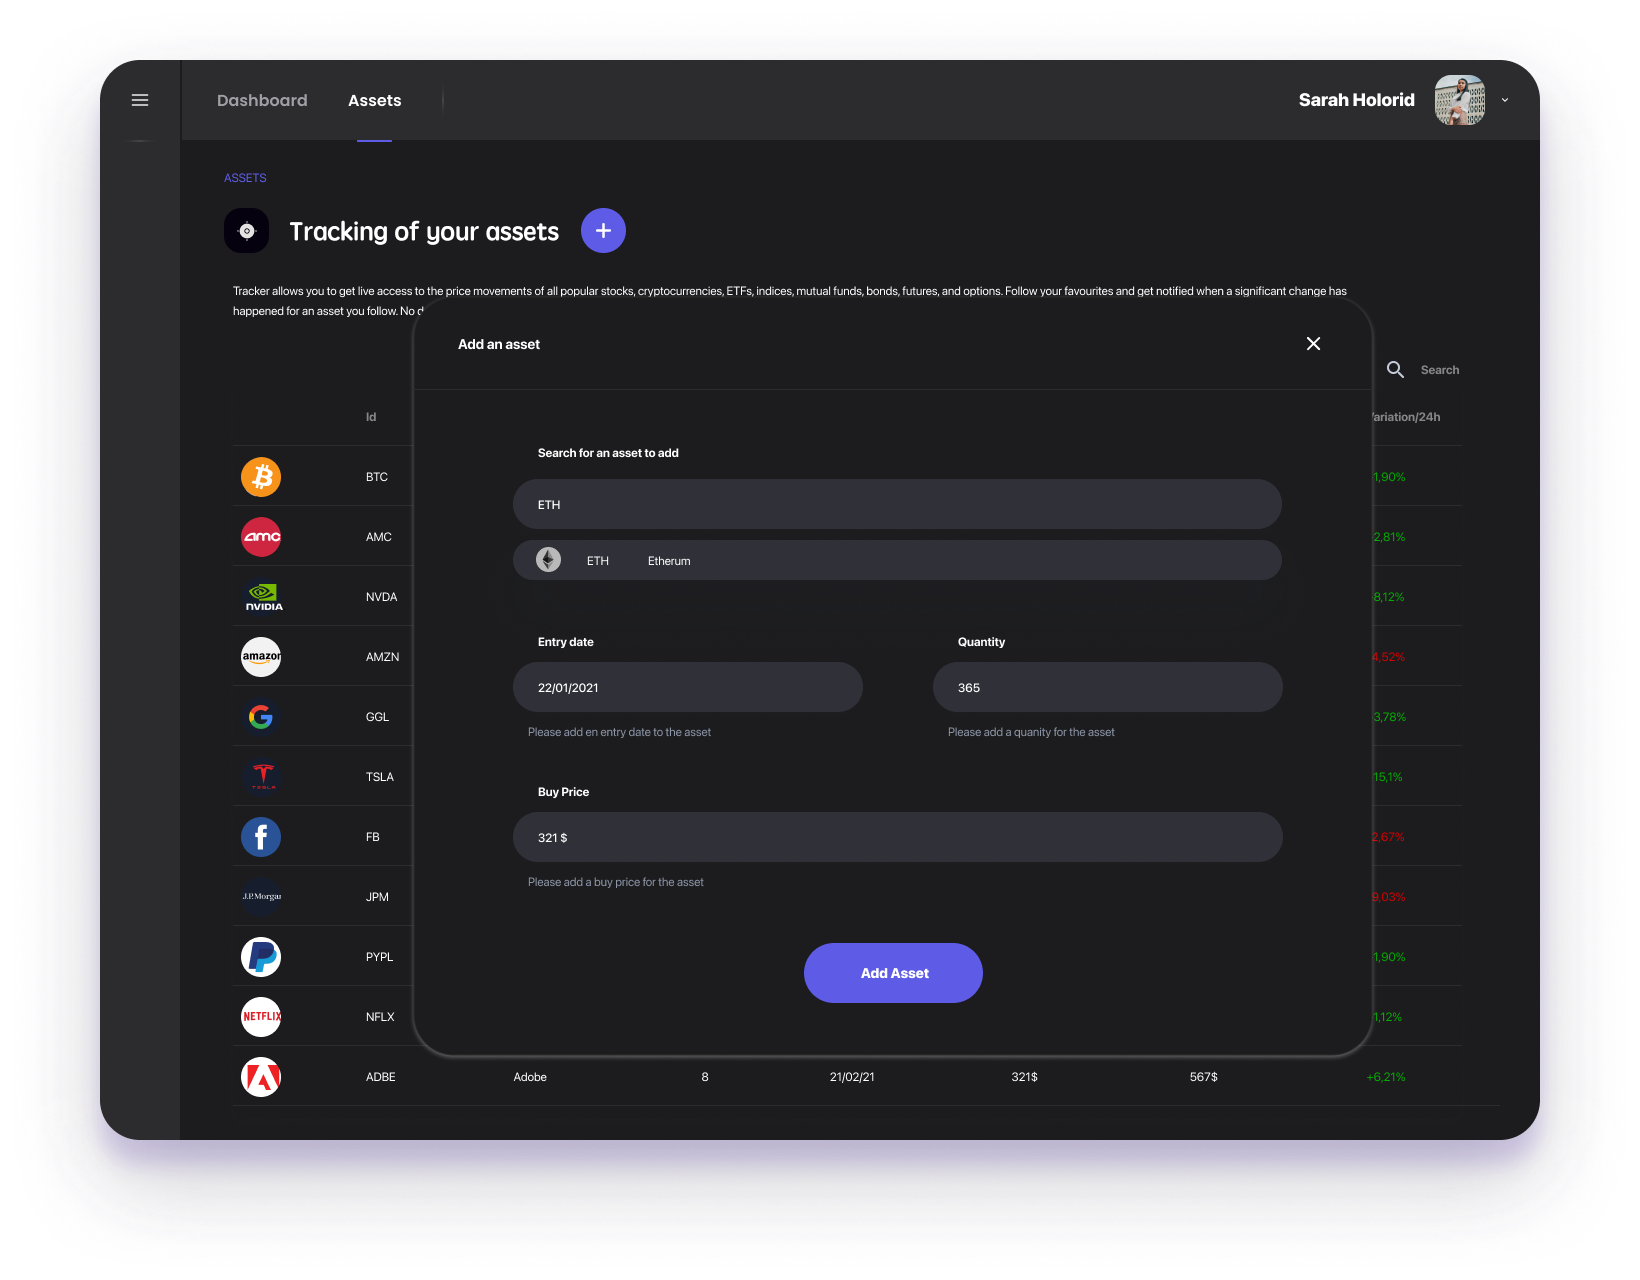 Dashboard Assets Sarah Holorid
ASSETS
Tracking of your assets
Tracker allows you to get live access to the price movements of all popular stocks, cryptocurrencies, ETFs, indices, mutual funds, bonds, futures, and options. Follow your favourites and get notified when a significant change has
happened for an asset you follow. No
Add an asset
Search
Id ariation/24h
Search for an asset to add
BTC 1,90%
ETH
amc AMC 2,81%
ETH Etherum
NVIDIA NVDA 8,12%
Entry date Quantity
amazon AMZN 4,52%
22/01/2021 365
GGL 3,78%
Please add en entry date to the asset Please add a quanity for the asset
TESLA TSLA 15,1%
Buy Price
FB 2,67%
321 $
Please add a buy price for the asset
J.P.Morgan JPM 9,03%
PYPL 1,90%
Add Asset
NETFLIX NFLX 1,12%
ADBE Adobe 8 21/02/21 321$ 567$ +6,21%